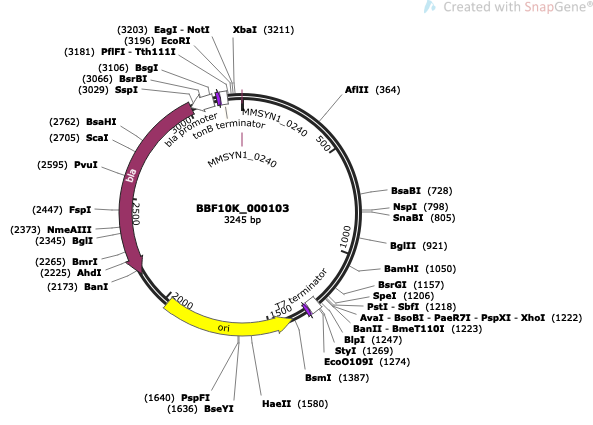 Created with SnapGene®
(3203) EagI - NotI
(3196) EcoRI
(3181) PflFI - Tth111I
(3106) BsgI
(3066) BsrBI
(3029) SspI
XbaI (3211)
AflII (364)
(2762) BsaHI
(2705) ScaI
(2595) PvuI
(2447) FspI
(2373) NmeAIII
(2345) BglI
(2265) BmrI
(2225) AhdI
(2173) BanI
bla promoter
tonB terminator
MMSYN1_0240
MMSYN1_0240
3000
500
bla
2500
BBF10K_000103
3245 bp
1000
BsaBI (728)
NspI (798)
SnaBI (805)
BglII (921)
BamHI (1050)
BsrGI (1157)
SpeI (1206)
PstI - SbfI (1218)
AvaI - BsoBI - PaeR7I - PspXI - XhoI (1222)
BanII - BmeT110I (1223)
BlpI (1247)
StyI (1269)
EcoO109I (1274)
T7 terminator
1500
2000
ori
BsmI (1387)
HaeII (1580)
(1640) PspFI
(1636) BseYI